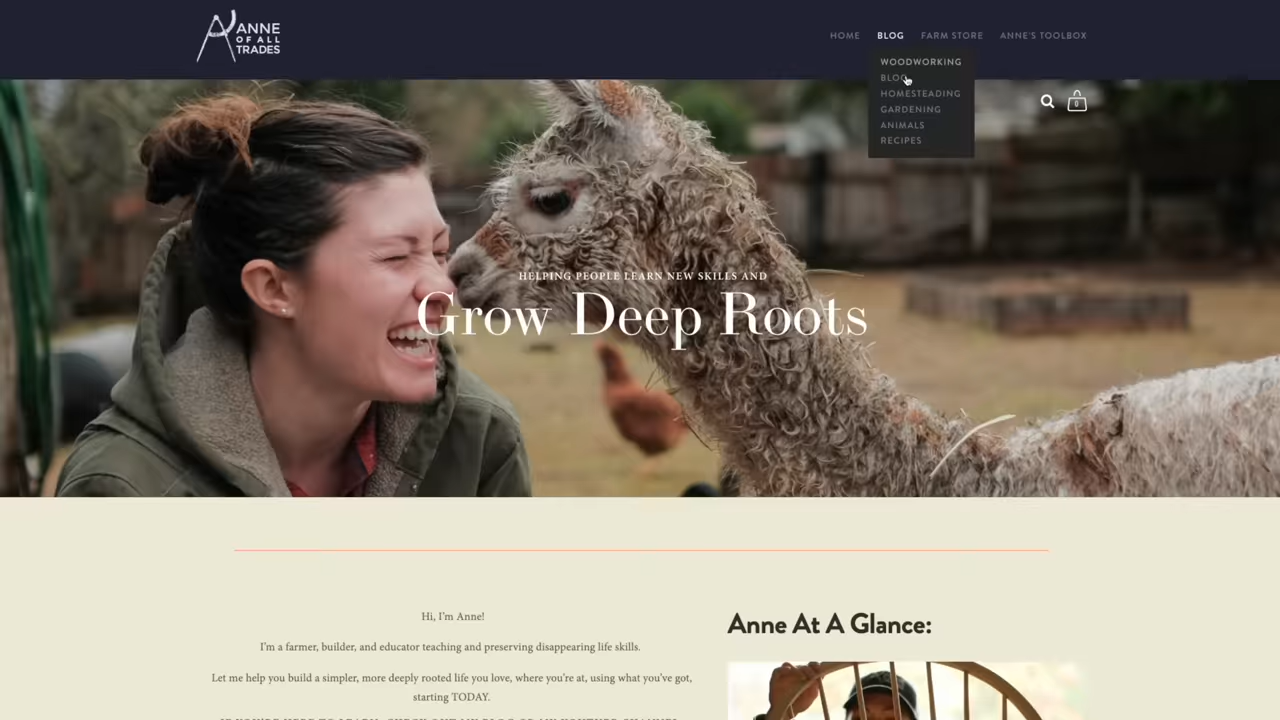 ANNE
OF ALL
TRADES
HOME BLOG FARM STORE ANNE'S TOOLBOX
WOODWORKING
BLOG
HOMESTEADING
GARDENING
ANIMALS
RECIPES
0
HELPING PEOPLE LEARN NEW SKILLS AND
Grow Deep Roots
Hi, I'm Anne!
I'm a farmer, builder, and educator teaching and preserving disappearing life skills.
Let me help you build a simpler, more deeply rooted life you love, where you're at, using what you've got,
starting TODAY.
Anne At A Glance: